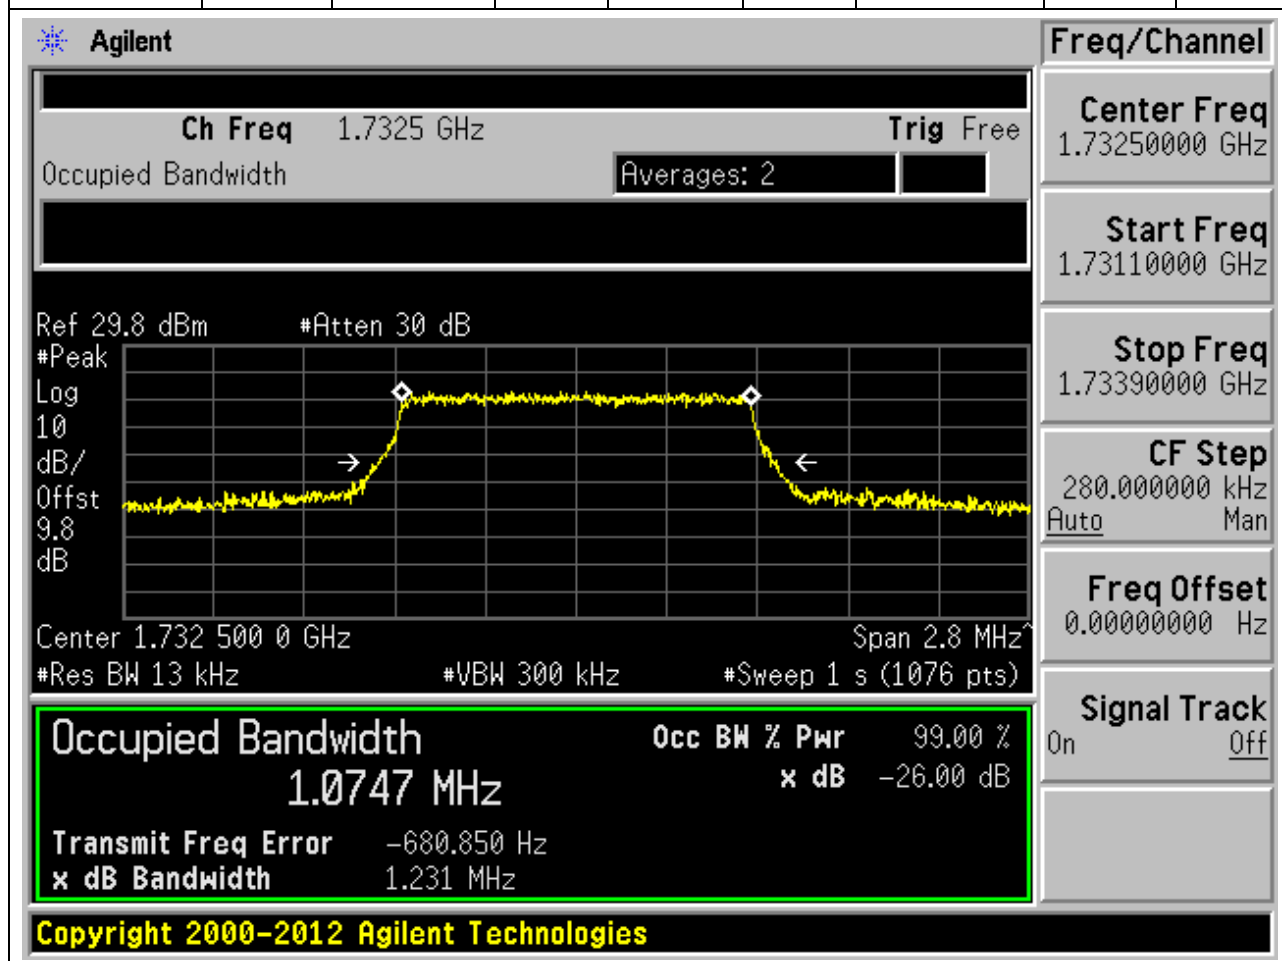 Agilent
Freq/Channel
Ch Freq 1.7325 GHz Trig Free
Occupied Bandwidth Averages: 2
Ref 29.8 dBm #Atten 30 dB
#Peak
Log
10
dB/
Offst
9.8
dB
Center 1.732 500 0 GHz Span 2.8 MHz^
#Res BW 13 kHz #VBW 300 kHz #Sweep 1 s (1076 pts)
Occupied Bandwidth Occ BW % Pwr 99.00 %
1.0747 MHz x dB -26.00 dB
Transmit Freq Error -680.850 Hz
x dB Bandwidth 1.231 MHz
Copyright 2000-2012 Agilent Technologies
Center Freq
1.73250000 GHz
Start Freq
1.73110000 GHz
Stop Freq
1.73390000 GHz
CF Step
280.000000 kHz
Auto Man
Freq Offset
0.00000000 Hz
Signal Track
On Off